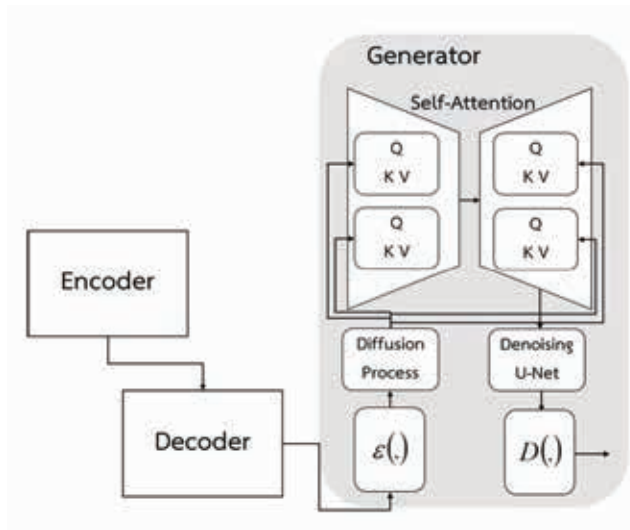 Generator
Self-Attention
Q
K V
Q
K V
Q
K V
Q
K V
Encoder
Diffusion
Process
Denoising
U-Net
Decoder
ε(.)
D(.)